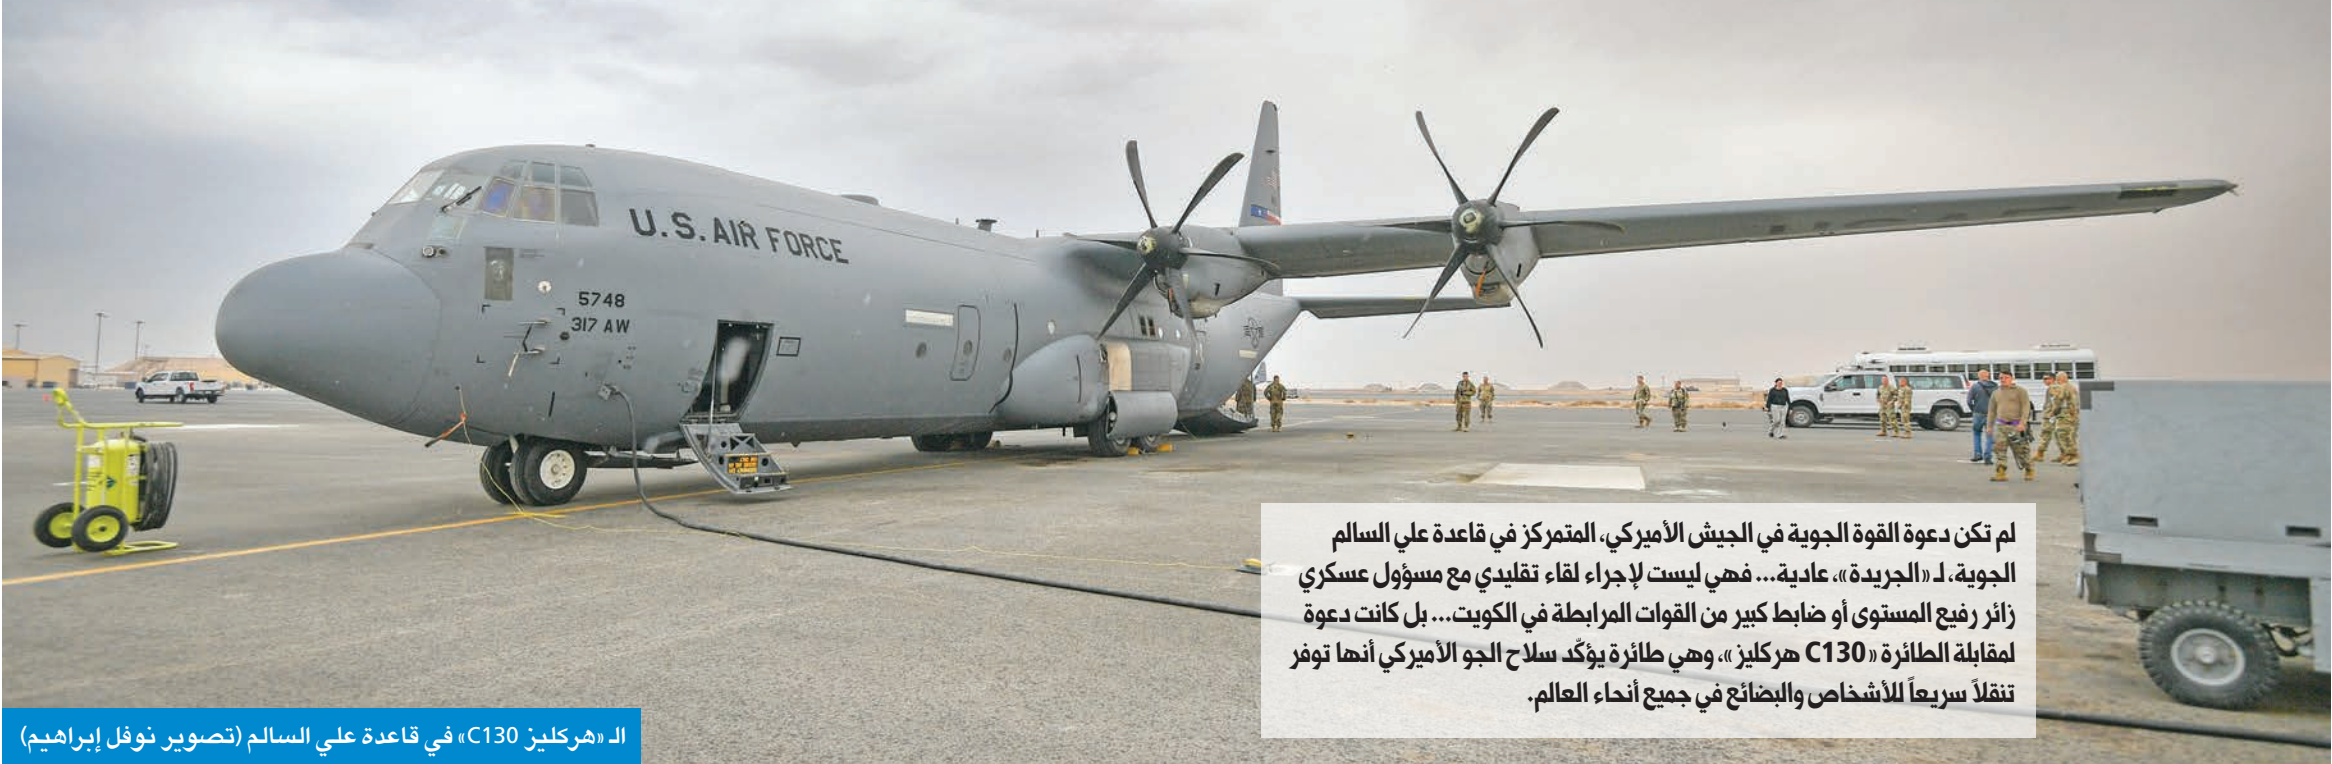 U.S. AIR FORCE
5748
317 AW
لم تكن دعوة القوة الجوية في الجيش الأميركي، المتمركز في قاعدة علي السالم
الجوية، لـ «الجريدة»، عادية... فهي ليست لإجراء لقاء تقليدي مع مسؤول عسكري
زائر رفيع المستوى أو ضابط كبير من القوات المرابطة في الكويت... بل كانت دعوة
لمقابلة الطائرة «C130 هركليز»، وهي طائرة يؤكّد سلاح الجو الأميركي أنها توفر
تنقلاً سريعاً للأشخاص والبضائع في جميع أنحاء العالم.
الـ «هركليز C130» في قاعدة علي السالم (تصوير نوفل إبراهيم)